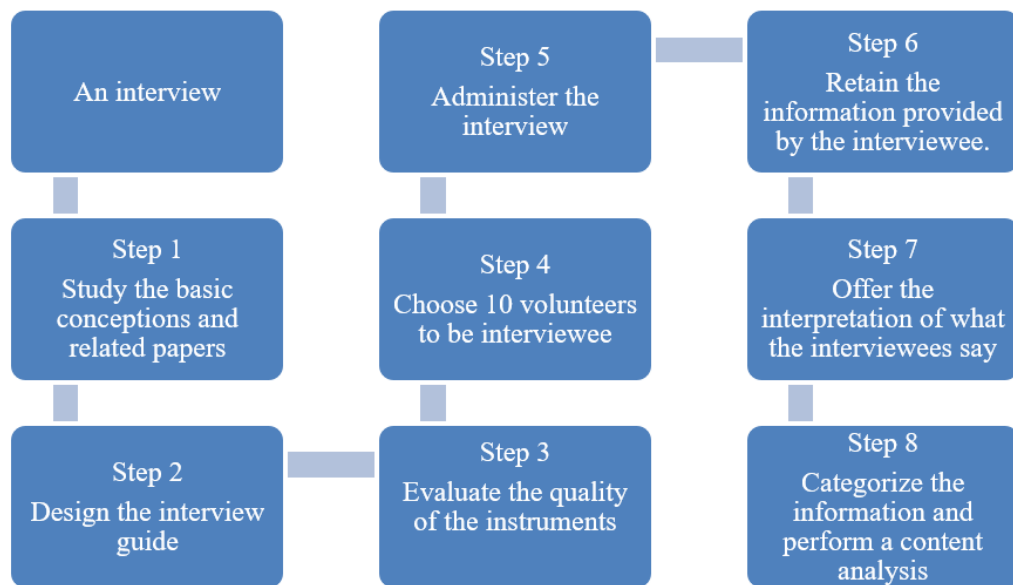 An interview
Step 1
Study the basic
conceptions and
related papers
Step 2
Design the interview
guide
Step 3
Evaluate the quality
of the instruments
Step 4
Choose 10 volunteers
to be interviewee
Step 5
Administer the
interview
Step 6
Retain the
information provided
by the interviewee.
Step 7
Offer the
interpretation of what
the interviewees say
Step 8
Categorize the
information and
perform a content
analysis